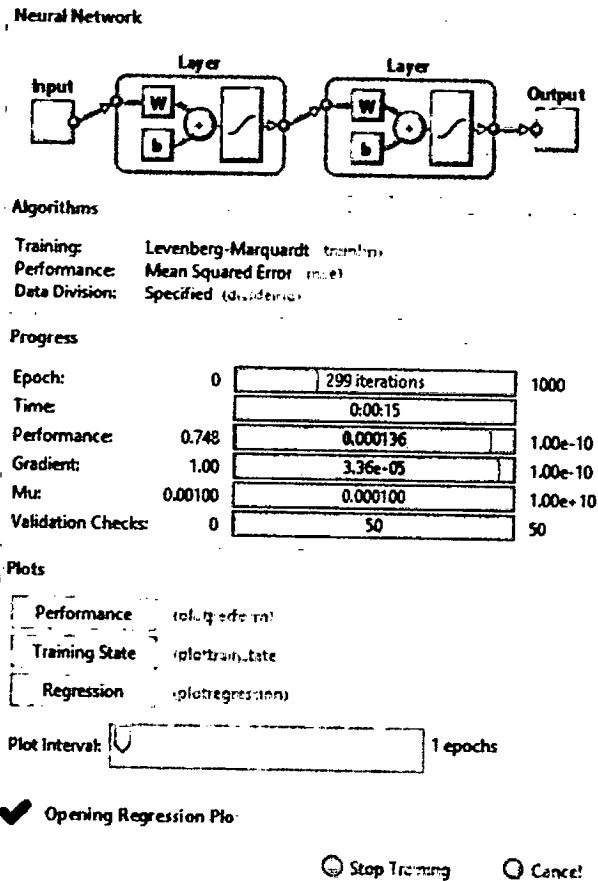 Neural Network
Layer
Layer
Input
Output
W
b
+
W
b
+
Algorithms
Training: Levenberg-Marquardt
Performance: Mean Squared Error
Data Division: Specified
Progress
Epoch: 0 299 iterations 1000
Time: 0:00:15
Performance: 0.748 0.000136 1.00e-10
Gradient: 1.00 3.36e-05 1.00e-10
Mu: 0.00100 0.000100 1.00e+10
Validation Checks: 0 50 50
Plots
Performance
Training State
Regression (plotregression)
Plot Interval: 1 epochs
Opening Regression Plo
Stop Training Cancel